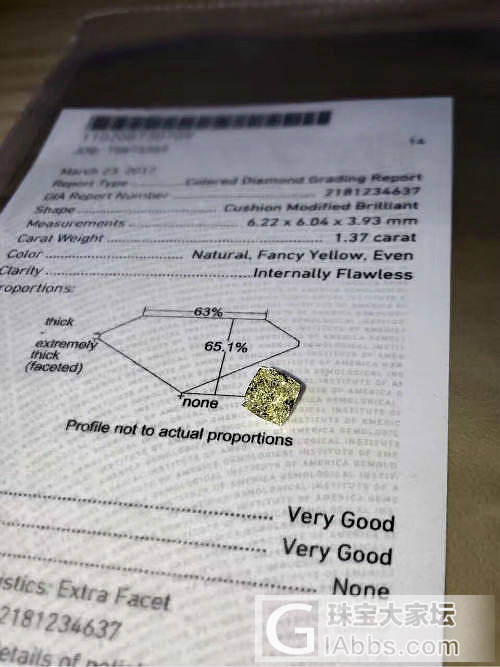 March 23, 2017
Report Type Colored Diamond Grading Report
GIA Report Number 2181234637
Shape Cushion Modified Brilliant
Measurements 6.22 x 6.04 x 3.93 mm
Carat Weight 1.37 carat
Color Natural, Fancy Yellow, Even
Clarity Internally Flawless
roportions:
63%
thick
-
extremely
thick
(faceted)
65.1%
none
Profile not to actual proportions
Very Good
Very Good
None
istics: Extra Facet
2181234637
etails of
珠宝大家坛
GIAbbs.com